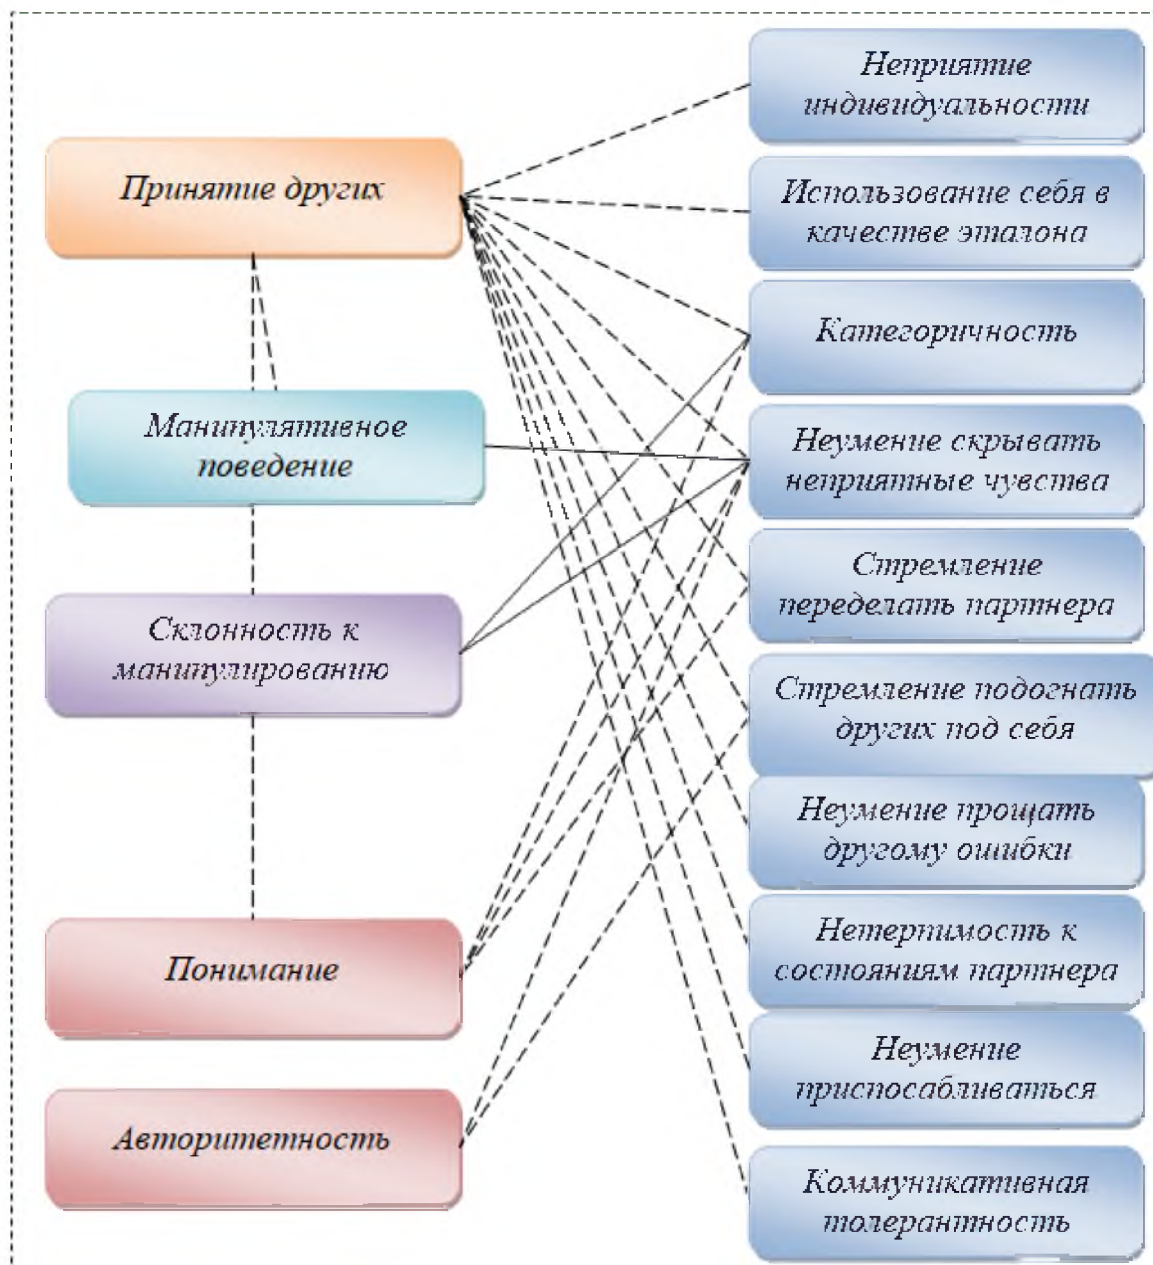 Принятие других
Манипулятивное
поведение
Склонность к
манипулированию
Понимание
Авторитетность
Неприятие
индивидуальности
Использование себя в
качестве эталона
Категоричность
Неумение скрывать
неприятные чувства
Стремление
переделать партнера
Стремление подогнать
других под себя
Неумение прощать
другому ошибки
Нетерпимость к
состояниям партнера
Неумение
приспосабливаться
Коммуникативная
толерантность